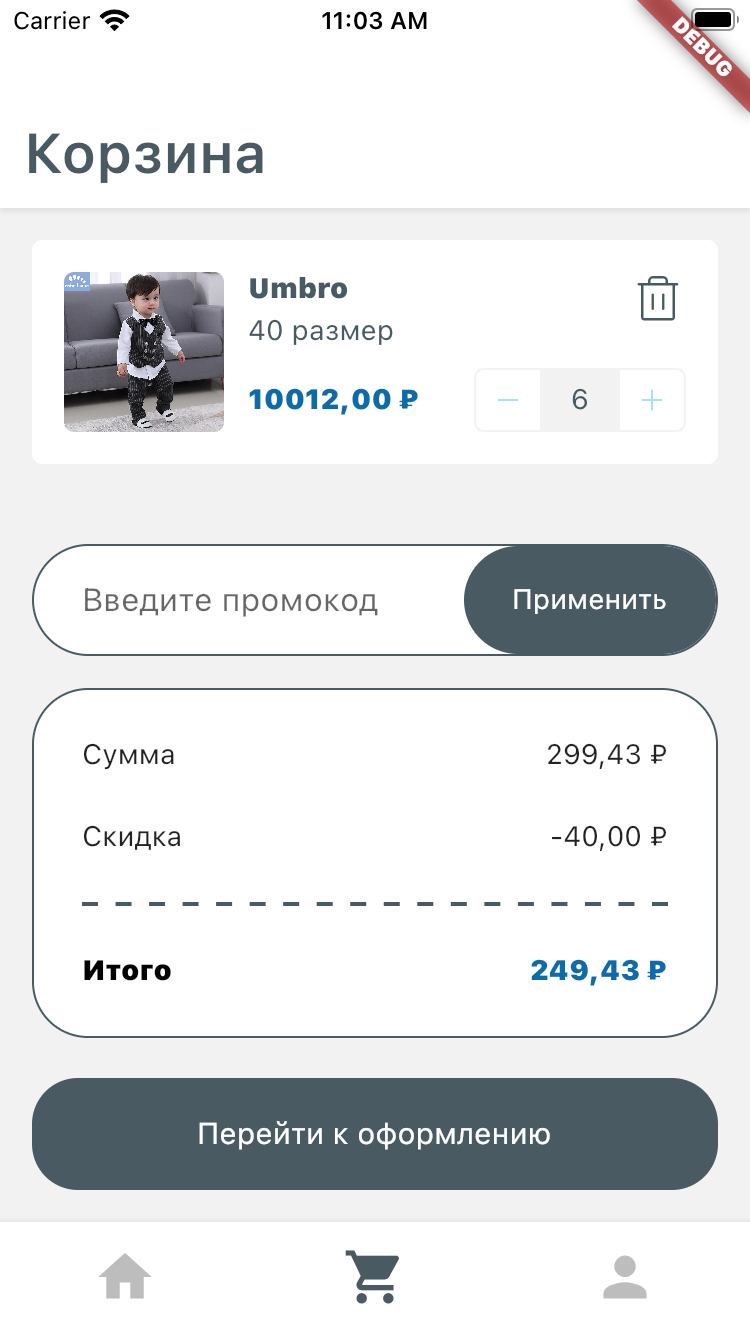 Carrier 11:03 AM
DEBUG
Корзина
Umbro
40 размер
10012,00 ₽ 6
Введите промокод Применить
Сумма 299,43 ₽
Скидка -40,00 ₽
Итого 249,43 ₽
Перейти к оформлению